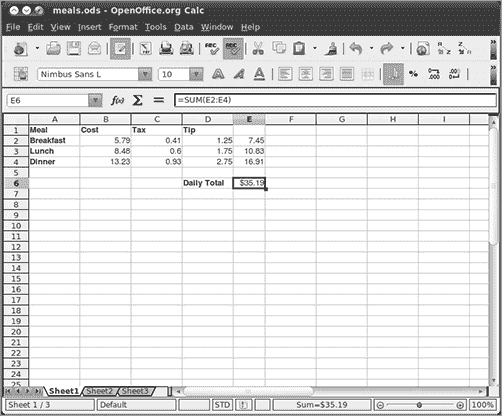 meals.ods - OpenOffice.org Calc
File Edit View Insert Format Tools Data Window Help
Nimbus Sans L 10
E6 =SUM(E2:E4)
A B C D E F G H I
1 Meal Cost Tax Tip
2 Breakfast 5.79 0.41 1.25 7.45
3 Lunch 8.48 0.6 1.75 10.83
4 Dinner 13.23 0.93 2.75 16.91
5
6 Daily Total $35.19
7
8
9
10
11
12
13
14
15
16
17
18
19
20
21
22
23
24
25
Sheet1 Sheet2 Sheet3
Sheet 1 / 3 Default STD Sum=$35.19 100%